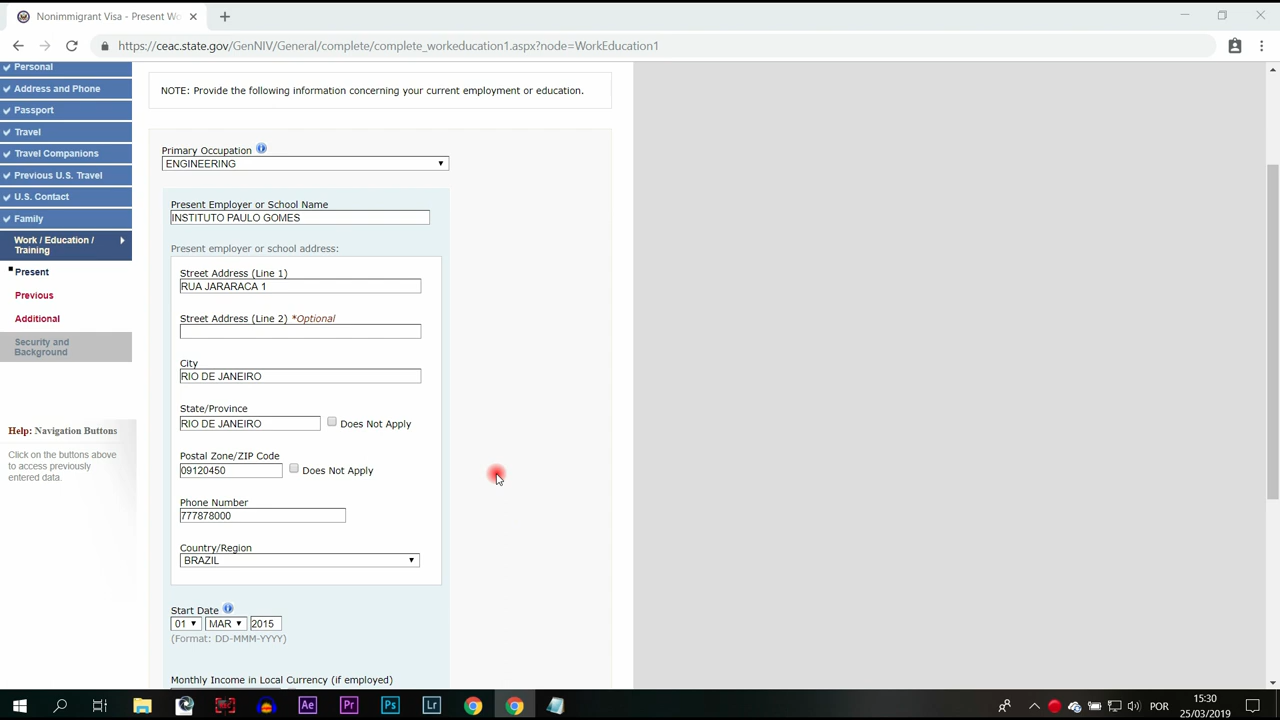 Nonimmigrant Visa - Present Wo
https://ceac.state.gov/GenNIV/General/complete/complete_workeducation1.aspx?node=WorkEducation1
Personal
Address and Phone
Passport
Travel
Travel Companions
Previous U.S. Travel
U.S. Contact
Family
Work / Education /
Training
Present
Previous
Additional
Security and
Background
Help: Navigation Buttons
Click on the buttons above
to access previously
entered data.
NOTE: Provide the following information concerning your current employment or education.
Primary Occupation
ENGINEERING
Present Employer or School Name
INSTITUTO PAULO GOMES
Present employer or school address:
Street Address (Line 1)
RUA JARARACA 1
Street Address (Line 2) *Optional
City
RIO DE JANEIRO
State/Province
RIO DE JANEIRO
Does Not Apply
Postal Zone/ZIP Code
09120450
Does Not Apply
Phone Number
777878000
Country/Region
BRAZIL
Start Date
01 MAR 2015
(Format: DD-MMM-YYYY)
Monthly Income in Local Currency (if employed)
Ae Pr Ps Lr
POR
15:30
25/03/2019